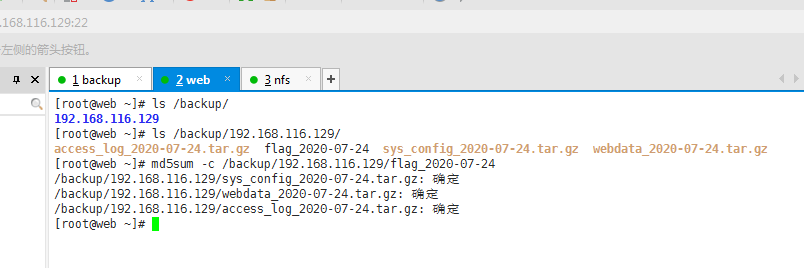 .168.116.129:22
左侧的箭头按钮。
1 backup × 2 web × 3 nfs × +
[root@web ~]# ls /backup/
192.168.116.129
[root@web ~]# ls /backup/192.168.116.129/
access_log_2020-07-24.tar.gz  flag_2020-07-24  sys_config_2020-07-24.tar.gz  webdata_2020-07-24.tar.gz
[root@web ~]# md5sum -c /backup/192.168.116.129/flag_2020-07-24
/backup/192.168.116.129/sys_config_2020-07-24.tar.gz: 确定
/backup/192.168.116.129/webdata_2020-07-24.tar.gz: 确定
/backup/192.168.116.129/access_log_2020-07-24.tar.gz: 确定
[root@web ~]#